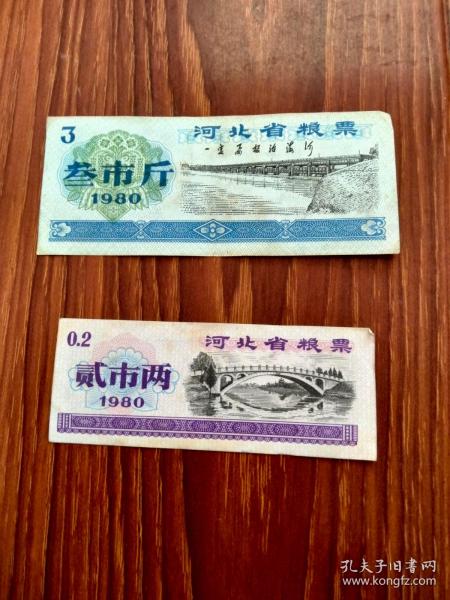 3
河北省粮票
一定要根治海河
叁市斤
1980
0.2
河北省粮票
贰市两
1980
孔夫子旧书网
www.kongfz.com